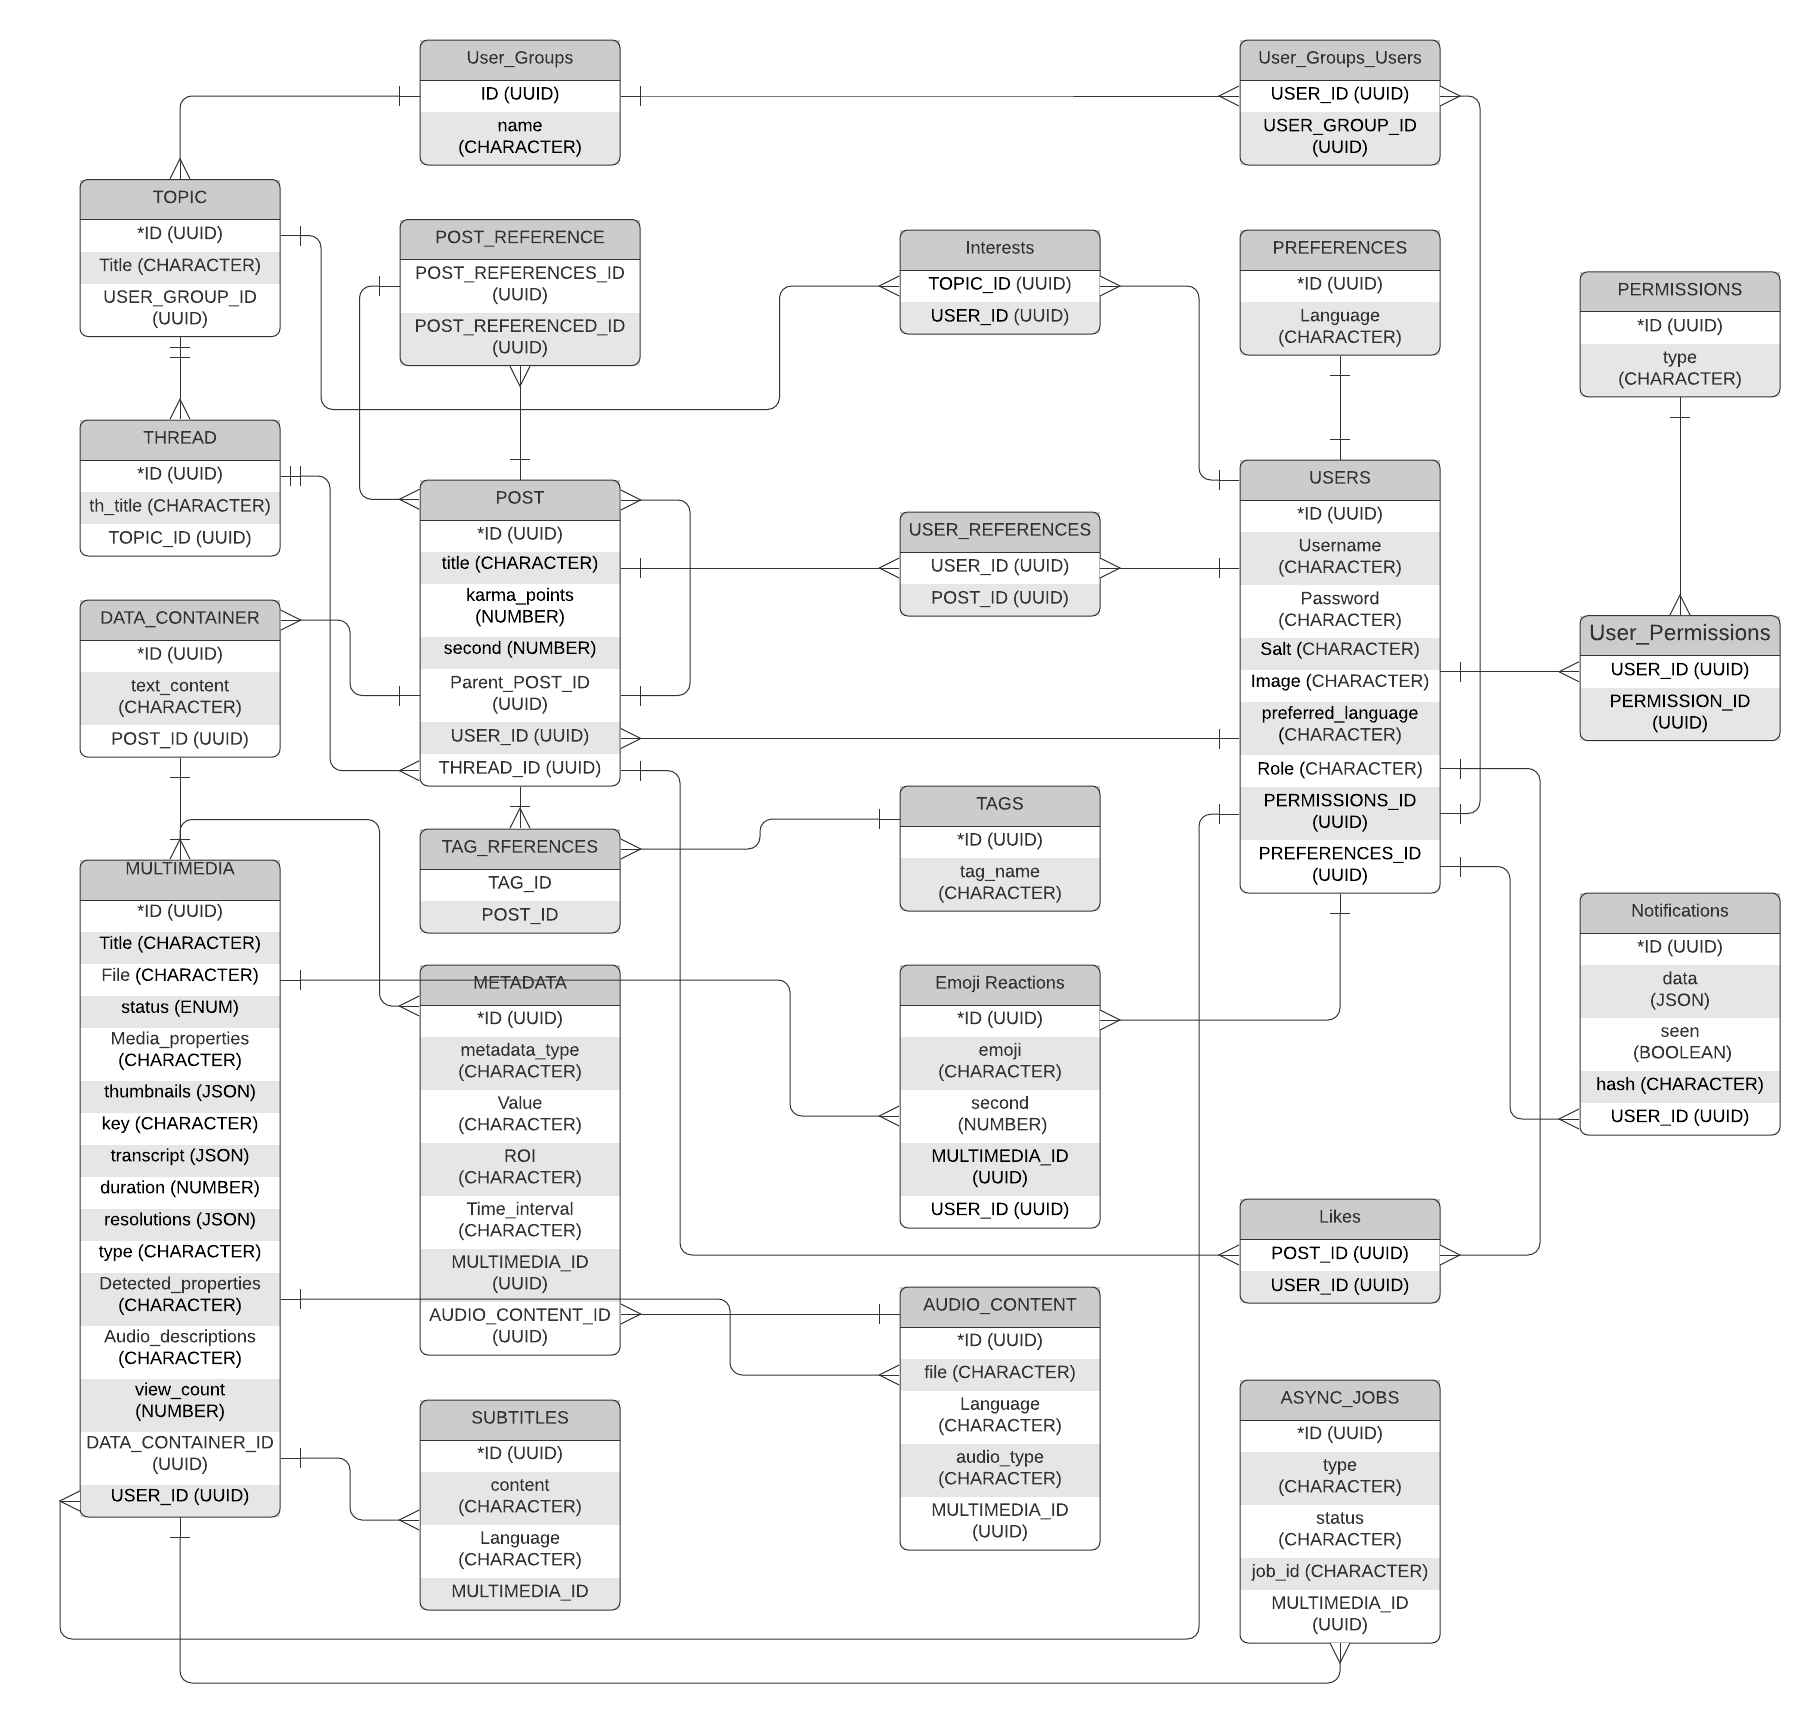 User_Groups
ID (UUID)
name
(CHARACTER)
User_Groups_Users
USER_ID (UUID)
USER_GROUP_ID
(UUID)
TOPIC
*ID (UUID)
Title (CHARACTER)
USER_GROUP_ID
(UUID)
POST_REFERENCE
POST_REFERENCES_ID
(UUID)
POST_REFERENCED_ID
(UUID)
Interests
TOPIC_ID (UUID)
USER_ID (UUID)
PREFERENCES
*ID (UUID)
Language
(CHARACTER)
PERMISSIONS
*ID (UUID)
type
(CHARACTER)
THREAD
*ID (UUID)
th_title (CHARACTER)
TOPIC_ID (UUID)
POST
*ID (UUID)
title (CHARACTER)
karma_points
(NUMBER)
second (NUMBER)
Parent_POST_ID
(UUID)
USER_ID (UUID)
THREAD_ID (UUID)
USER_REFERENCES
USER_ID (UUID)
POST_ID (UUID)
USERS
*ID (UUID)
Username
(CHARACTER)
Password
(CHARACTER)
Salt (CHARACTER)
Image (CHARACTER)
preferred_language
(CHARACTER)
Role (CHARACTER)
PERMISSIONS_ID
(UUID)
PREFERENCES_ID
(UUID)
User_Permissions
USER_ID (UUID)
PERMISSION_ID
(UUID)
DATA_CONTAINER
*ID (UUID)
text_content
(CHARACTER)
POST_ID (UUID)
TAG_RFERENCES
TAG_ID
POST_ID
TAGS
*ID (UUID)
tag_name
(CHARACTER)
MULTIMEDIA
*ID (UUID)
Title (CHARACTER)
File (CHARACTER)
status (ENUM)
Media_properties
(CHARACTER)
thumbnails (JSON)
key (CHARACTER)
transcript (JSON)
duration (NUMBER)
resolutions (JSON)
type (CHARACTER)
Detected_properties
(CHARACTER)
Audio_descriptions
(CHARACTER)
view_count
(NUMBER)
DATA_CONTAINER_ID
(UUID)
USER_ID (UUID)
METADATA
*ID (UUID)
metadata_type
(CHARACTER)
Value
(CHARACTER)
ROI
(CHARACTER)
Time_interval
(CHARACTER)
MULTIMEDIA_ID
(UUID)
AUDIO_CONTENT_ID
(UUID)
Emoji Reactions
*ID (UUID)
emoji
(CHARACTER)
second
(NUMBER)
MULTIMEDIA_ID
(UUID)
USER_ID (UUID)
Notifications
*ID (UUID)
data
(JSON)
seen
(BOOLEAN)
hash (CHARACTER)
USER_ID (UUID)
Likes
POST_ID (UUID)
USER_ID (UUID)
AUDIO_CONTENT
*ID (UUID)
file (CHARACTER)
Language
(CHARACTER)
audio_type
(CHARACTER)
MULTIMEDIA_ID
(UUID)
SUBTITLES
*ID (UUID)
content
(CHARACTER)
Language
(CHARACTER)
MULTIMEDIA_ID
ASYNC_JOBS
*ID (UUID)
type
(CHARACTER)
status
(CHARACTER)
job_id (CHARACTER)
MULTIMEDIA_ID
(UUID)